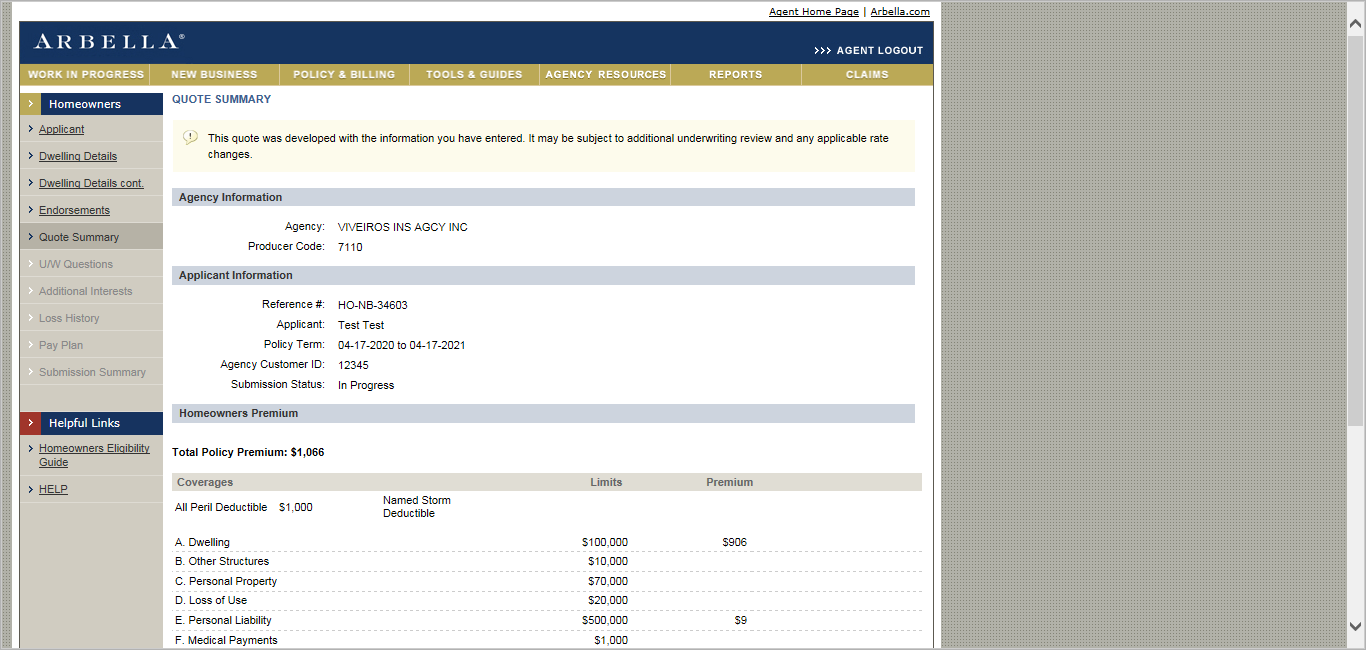 Agent Home Page | Arbella.com
ARBELLA®
>>> AGENT LOGOUT
WORK IN PROGRESS NEW BUSINESS POLICY & BILLING TOOLS & GUIDES AGENCY RESOURCES REPORTS CLAIMS
Homeowners
Applicant
Dwelling Details
Dwelling Details cont.
Endorsements
Quote Summary
U/W Questions
Additional Interests
Loss History
Pay Plan
Submission Summary
Helpful Links
Homeowners Eligibility
Guide
HELP
QUOTE SUMMARY
This quote was developed with the information you have entered. It may be subject to additional underwriting review and any applicable rate
changes.
Agency Information
Agency: VIVEIROS INS AGCY INC
Producer Code: 7110
Applicant Information
Reference #: HO-NB-34603
Applicant: Test Test
Policy Term: 04-17-2020 to 04-17-2021
Agency Customer ID: 12345
Submission Status: In Progress
Homeowners Premium
Total Policy Premium: $1,066
Coverages Limits Premium
All Peril Deductible $1,000 Named Storm
Deductible
A. Dwelling $100,000 $906
B. Other Structures $10,000
C. Personal Property $70,000
D. Loss of Use $20,000
E. Personal Liability $500,000 $9
F. Medical Payments $1,000